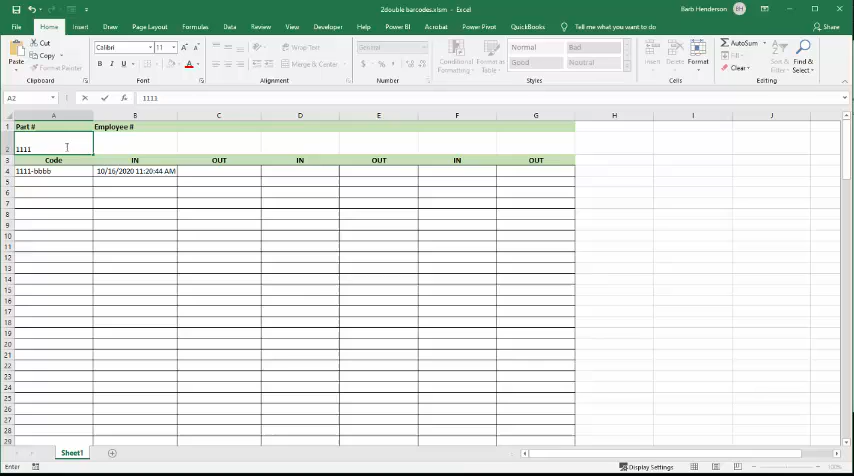 2double barcodes.xlsm - Excel
Barb Henderson
BH
File Home Insert Draw Page Layout Formulas Data Review View Developer Help Power BI Acrobat Power Pivot QuickBooks Tell me what you want to do Share
Paste
Cut
Copy
Format Painter
Clipboard
Calibri 11
B I U
Font
Wrap Text
Merge & Center
Alignment
General
Number
Conditional Formatting
Format as Table
Normal Bad
Good Neutral
Styles
Insert Delete Format
Cells
AutoSum
Fill
Clear
Sort & Filter
Find & Select
Editing
A2 1111
A B C D E F G H I J
1 Part # Employee #
2 1111
3 Code IN OUT IN OUT IN OUT
4 1111-bbbb 10/16/2020 11:20:44 AM
5
6
7
8
9
10
11
12
13
14
15
16
17
18
19
20
21
22
23
24
25
26
27
28
29
Sheet1
Enter
Display Settings
100%